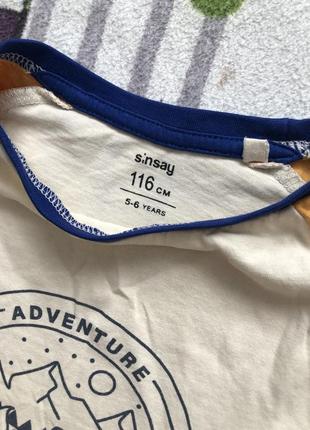 sinsay
116 CM
5-6 YEARS
ADVENTURE